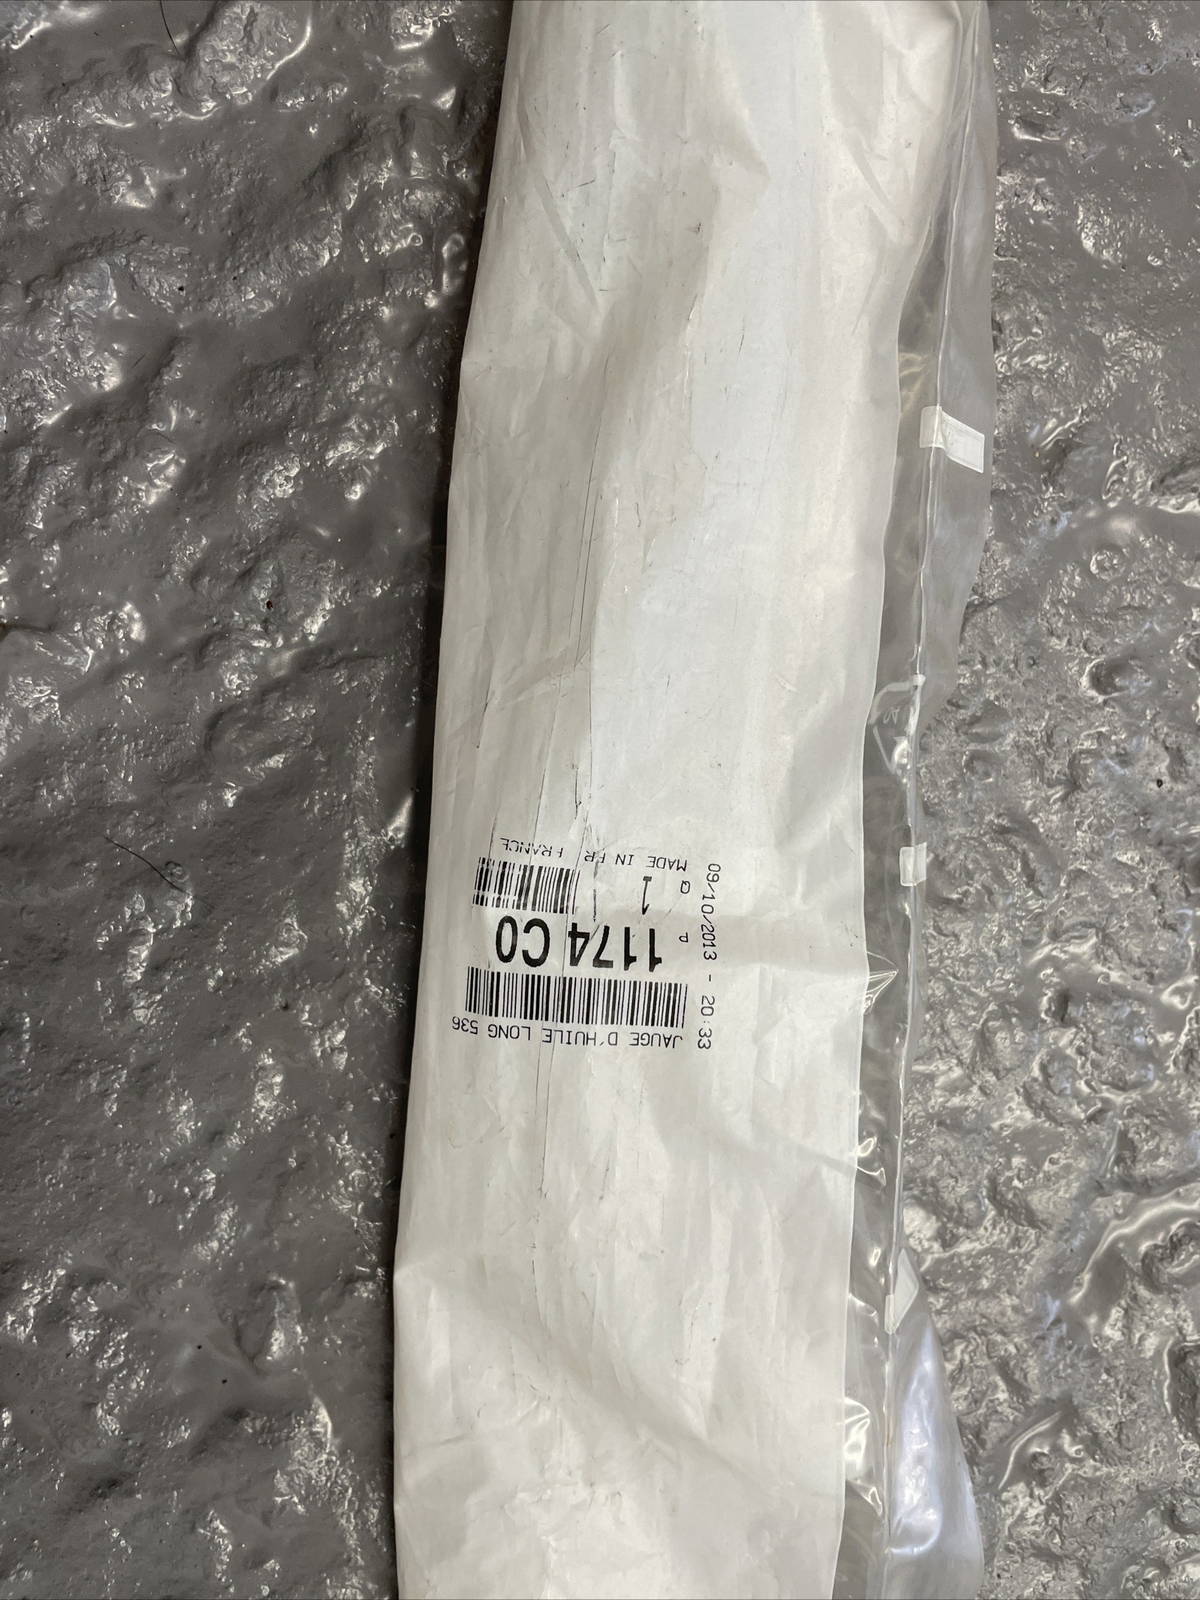 09/10/2013 - 20:33
JAUGE D'HUILE LONG 536
P
1174 C0
Q
1
MADE IN FR FRANCE